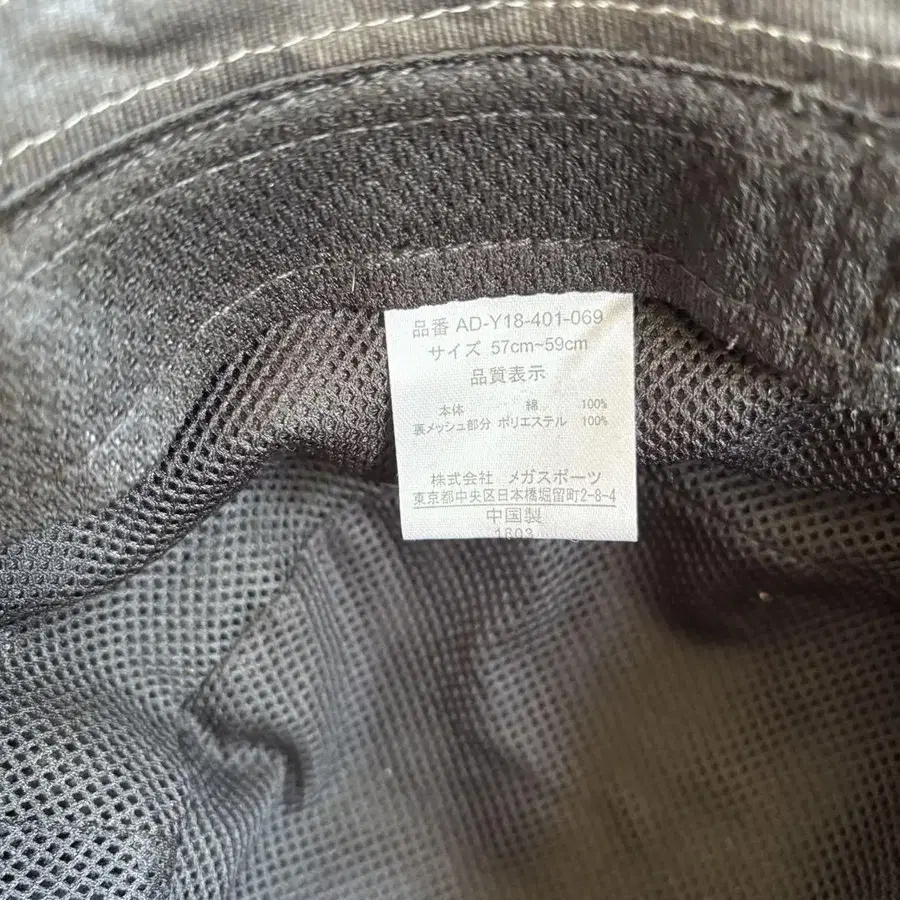 品番 AD-Y18-401-069
サイズ 57cm~59cm
品質表示
本体 綿 100%
裏メッシュ部分 ポリエステル 100%
株式会社 メガスポーツ
東京都中央区日本橋堀留町2-8-4
中国製
1803